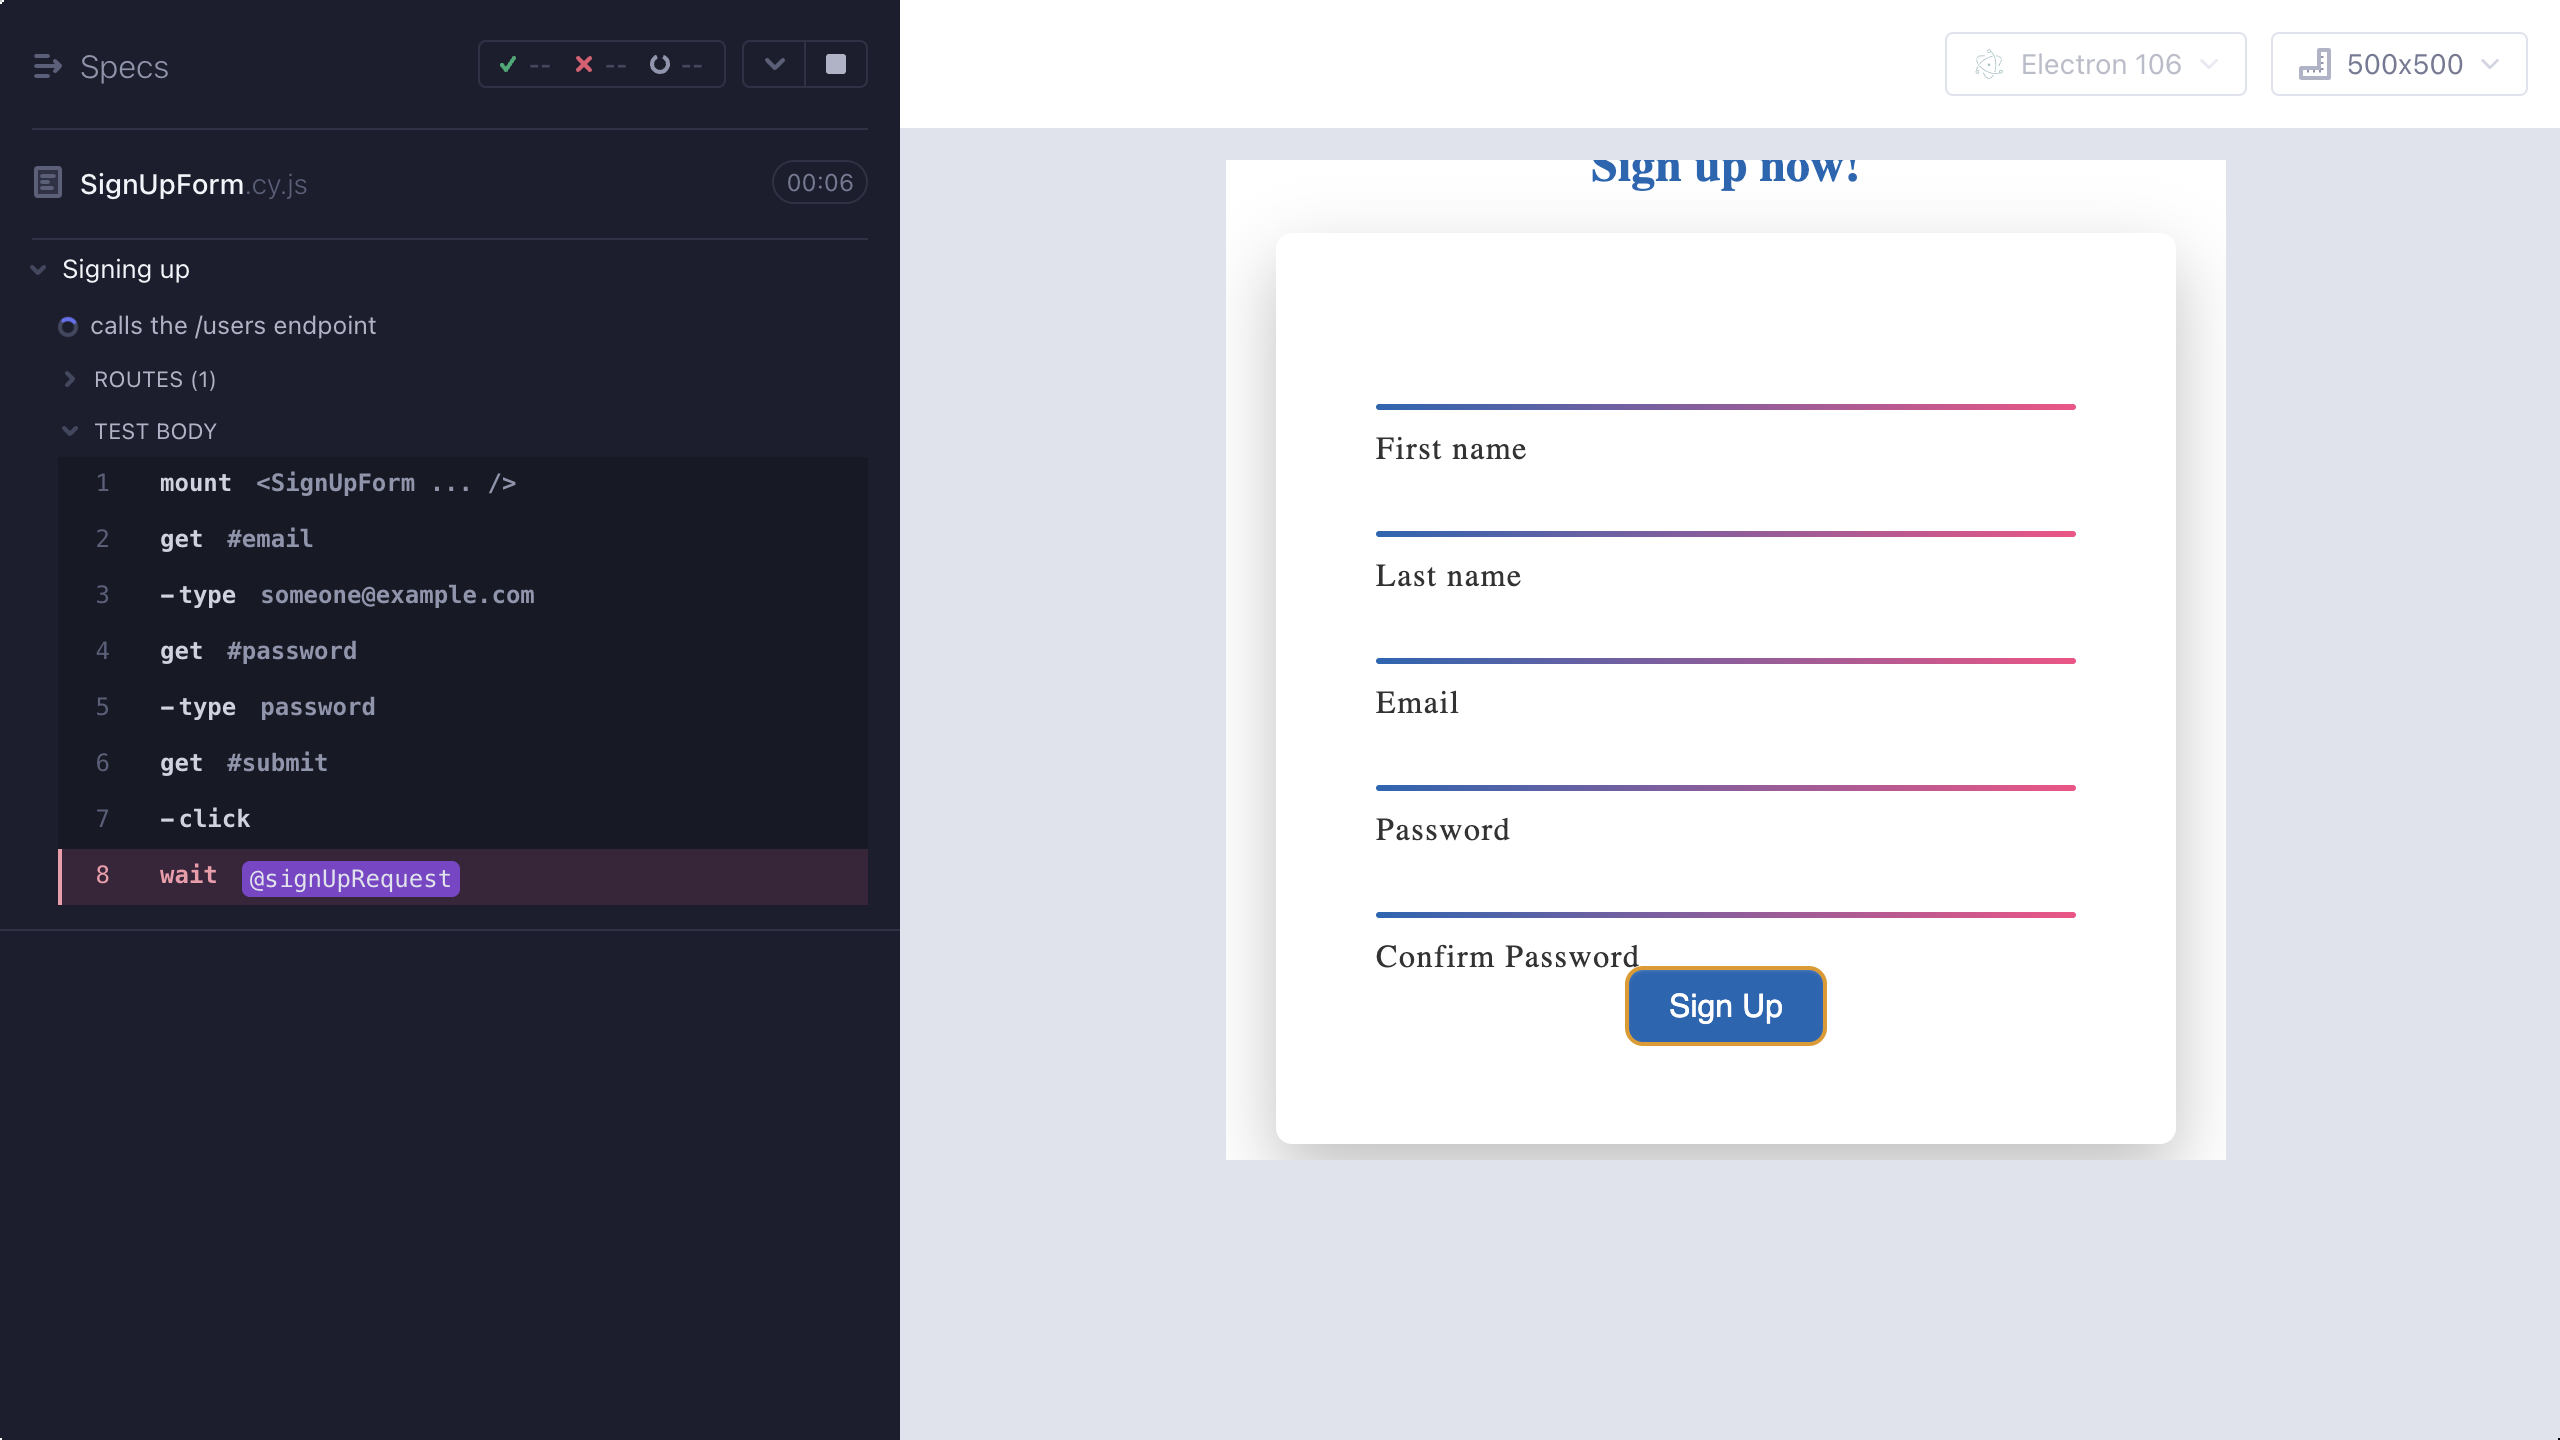 Specs
-- -- --
SignUpForm.cy.js
00:06
Signing up
calls the /users endpoint
ROUTES (1)
TEST BODY
1 mount <SignUpForm ... />
2 get #email
3 -type someone@example.com
4 get #password
5 -type password
6 get #submit
7 -click
8 wait @signUpRequest
Electron 106
500x500
Sign up now!
First name
Last name
Email
Password
Confirm Password
Sign Up